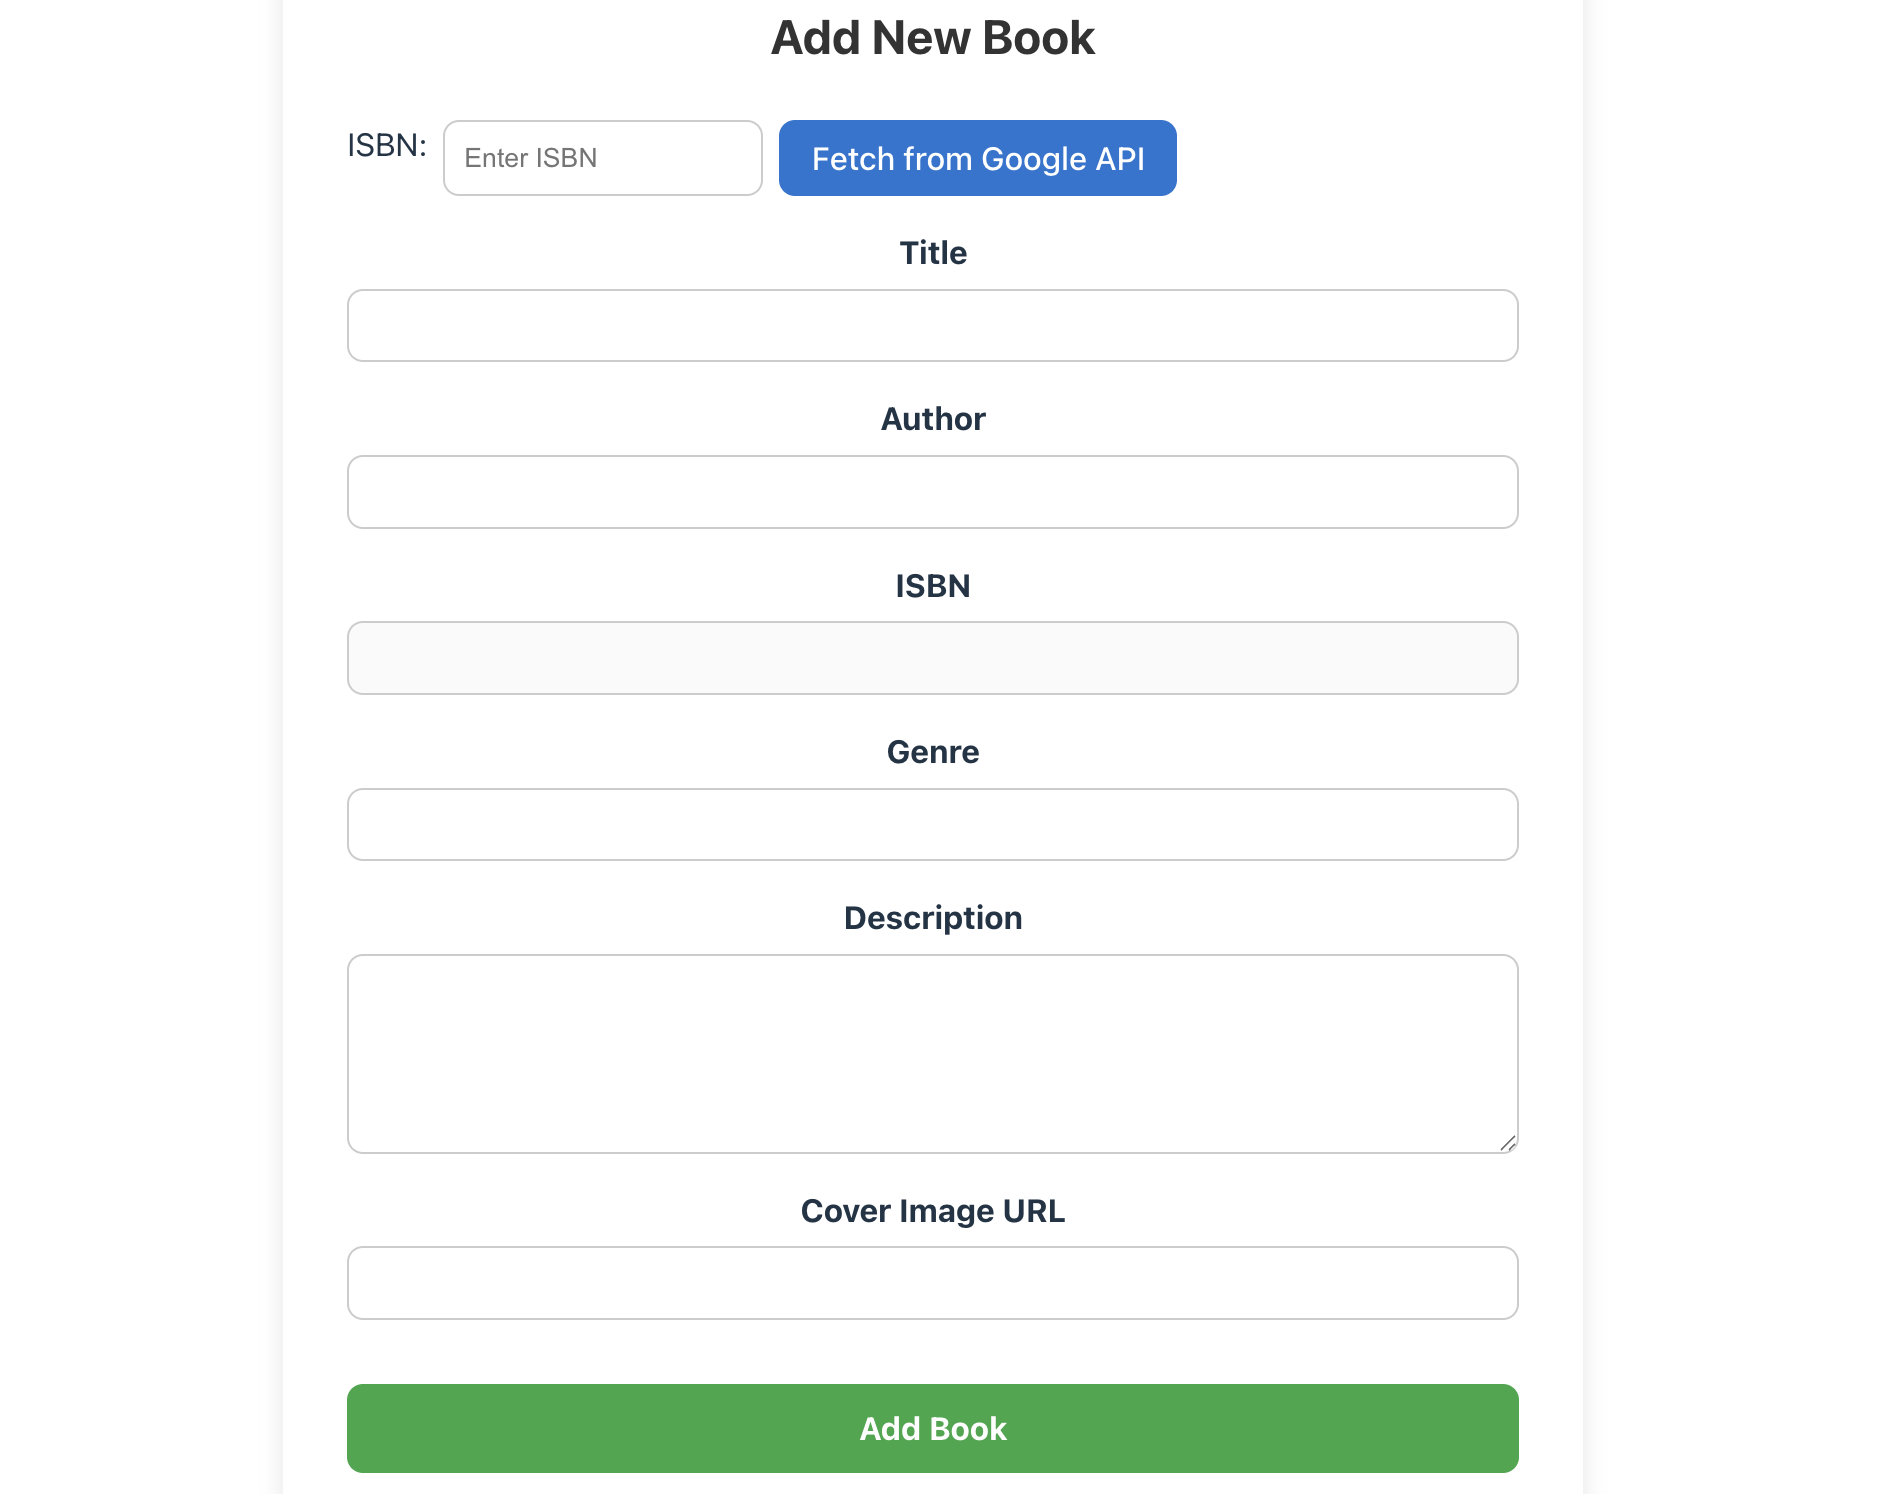 Add New Book
ISBN: Enter ISBN Fetch from Google API
Title
Author
ISBN
Genre
Description
Cover Image URL
Add Book